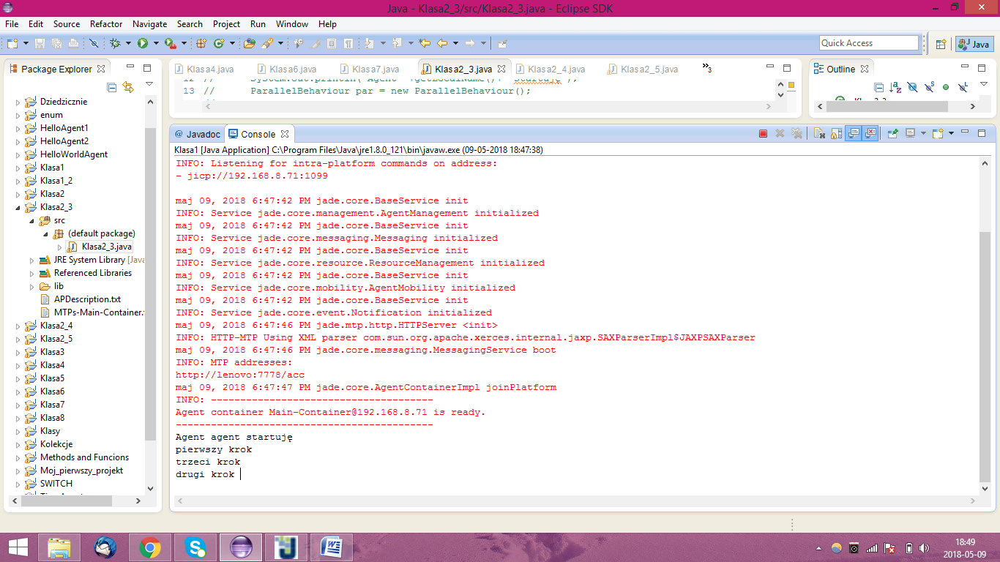 Java - Klasa2_3/src/Klasa2_3.java - Eclipse SDK
File Edit Source Refactor Navigate Search Project Run Window Help
Quick Access
Java
Package Explorer
Dziedzicznie
enum
HelloAgent1
HelloAgent2
HelloWorldAgent
Klasa1
Klasa1_2
Klasa2
Klasa2_3
src
(default package)
Klasa2_3.java
JRE System Library [Java
Referenced Libraries
lib
APDescription.txt
MTPs-Main-Container.
Klasa2_4
Klasa2_5
Klasa3
Klasa4
Klasa5
Klasa6
Klasa7
Klasa8
Klasy
Kolekcje
Methods and Funcions
Moj_pierwszy_projekt
SWITCH
Klasa4.java Klasa6.java Klasa7.java Klasa2_3.java Klasa2_4.java Klasa2_5.java »3
12 // System.out.println("Agent "+getLocalName()+" startuje");
13 // ParallelBehaviour par = new ParallelBehaviour();
Outline
Klasa2_3
@ Javadoc Console
Klasa1 [Java Application] C:\Program Files\Java\jre1.8.0_121\bin\javaw.exe (09-05-2018 18:47:38)
INFO: Listening for intra-platform commands on address:
- jicp://192.168.8.71:1099
maj 09, 2018 6:47:42 PM jade.core.BaseService init
INFO: Service jade.core.management.AgentManagement initialized
maj 09, 2018 6:47:42 PM jade.core.BaseService init
INFO: Service jade.core.messaging.Messaging initialized
maj 09, 2018 6:47:42 PM jade.core.BaseService init
INFO: Service jade.core.resource.ResourceManagement initialized
maj 09, 2018 6:47:42 PM jade.core.BaseService init
INFO: Service jade.core.mobility.AgentMobility initialized
maj 09, 2018 6:47:42 PM jade.core.BaseService init
INFO: Service jade.core.event.Notification initialized
maj 09, 2018 6:47:46 PM jade.mtp.http.HTTPServer <init>
INFO: HTTP-MTP Using XML parser com.sun.org.apache.xerces.internal.jaxp.SAXParserImpl$JAXPSAXParser
maj 09, 2018 6:47:46 PM jade.core.messaging.MessagingService boot
INFO: MTP addresses:
http://lenovo:7778/acc
maj 09, 2018 6:47:47 PM jade.core.AgentContainerImpl joinPlatform
INFO: --------------------------------------
Agent container Main-Container@192.168.8.71 is ready.
--------------------------------------------
Agent agent startuję
pierwszy krok
trzeci krok
drugi krok
18:49
2018-05-09